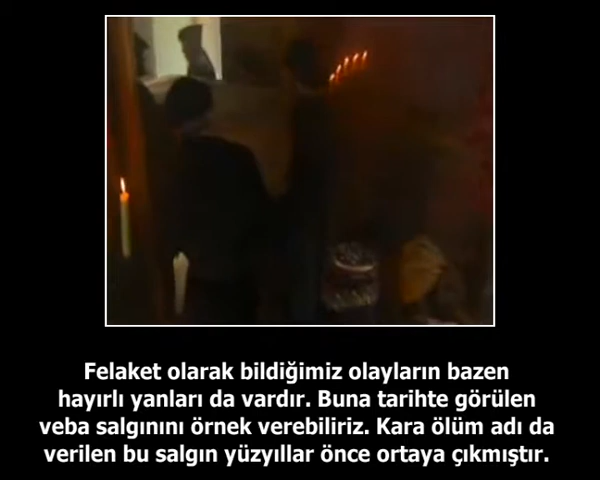 Felaket olarak bildiğimiz olayların bazen
hayırlı yanları da vardır. Buna tarihte görülen
veba salgınını örnek verebiliriz. Kara ölüm adı da
verilen bu salgın yüzyıllar önce ortaya çıkmıştır.